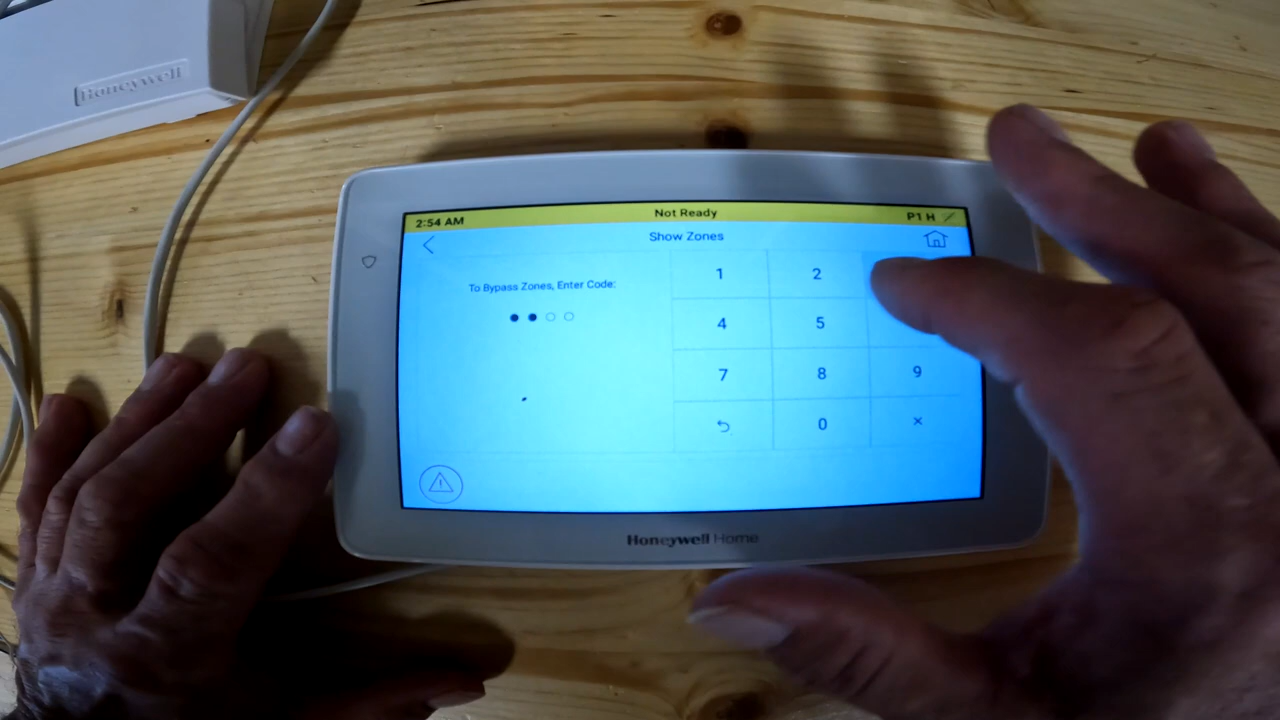 Honeywell
2:54 AM Not Ready P1 H
Show Zones
To Bypass Zones, Enter Code:
1 2
4 5
7 8 9
0 ×
Honeywell Home